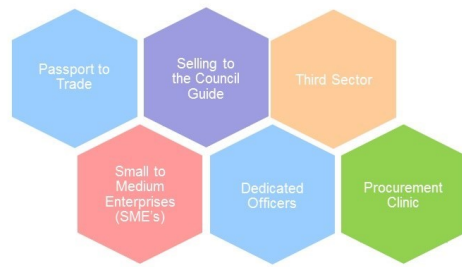 Passport to
Trade
Selling to
the Council
Guide
Third Sector
Small to
Medium
Enterprises
(SME's)
Dedicated
Officers
Procurement
Clinic